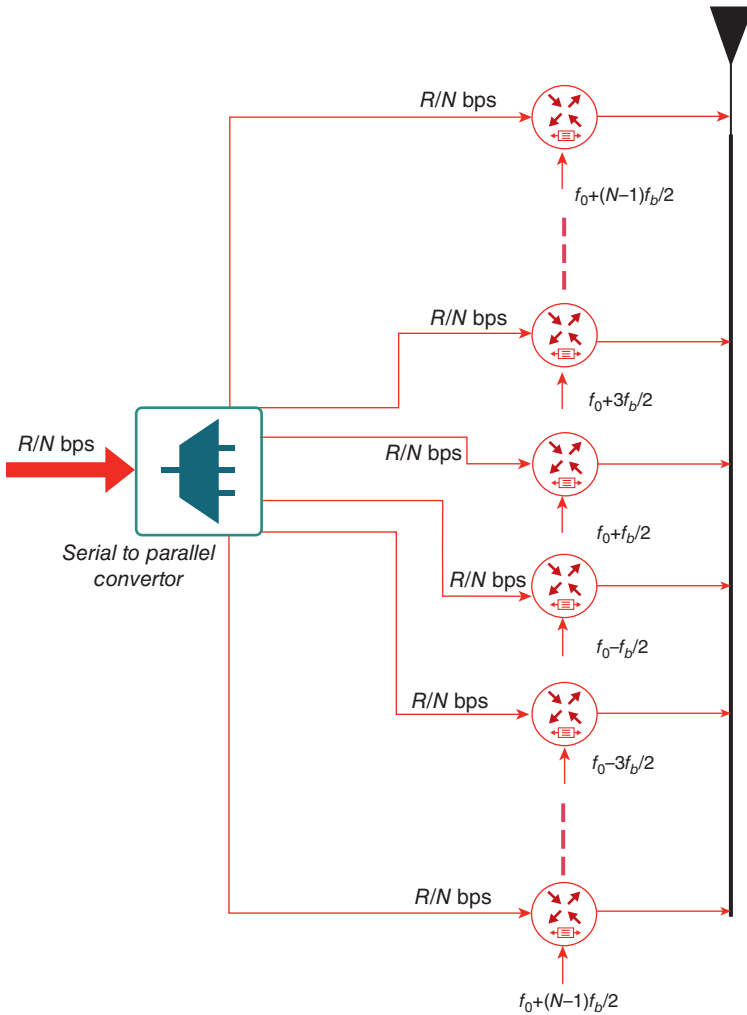 R/N bps
f0+(N–1)fb/2
R/N bps
f0+3fb/2
R/N bps
R/N bps
f0+fb/2
Serial to parallel
convertor
R/N bps
f0–fb/2
R/N bps
f0–3fb/2
R/N bps
f0+(N–1)fb/2